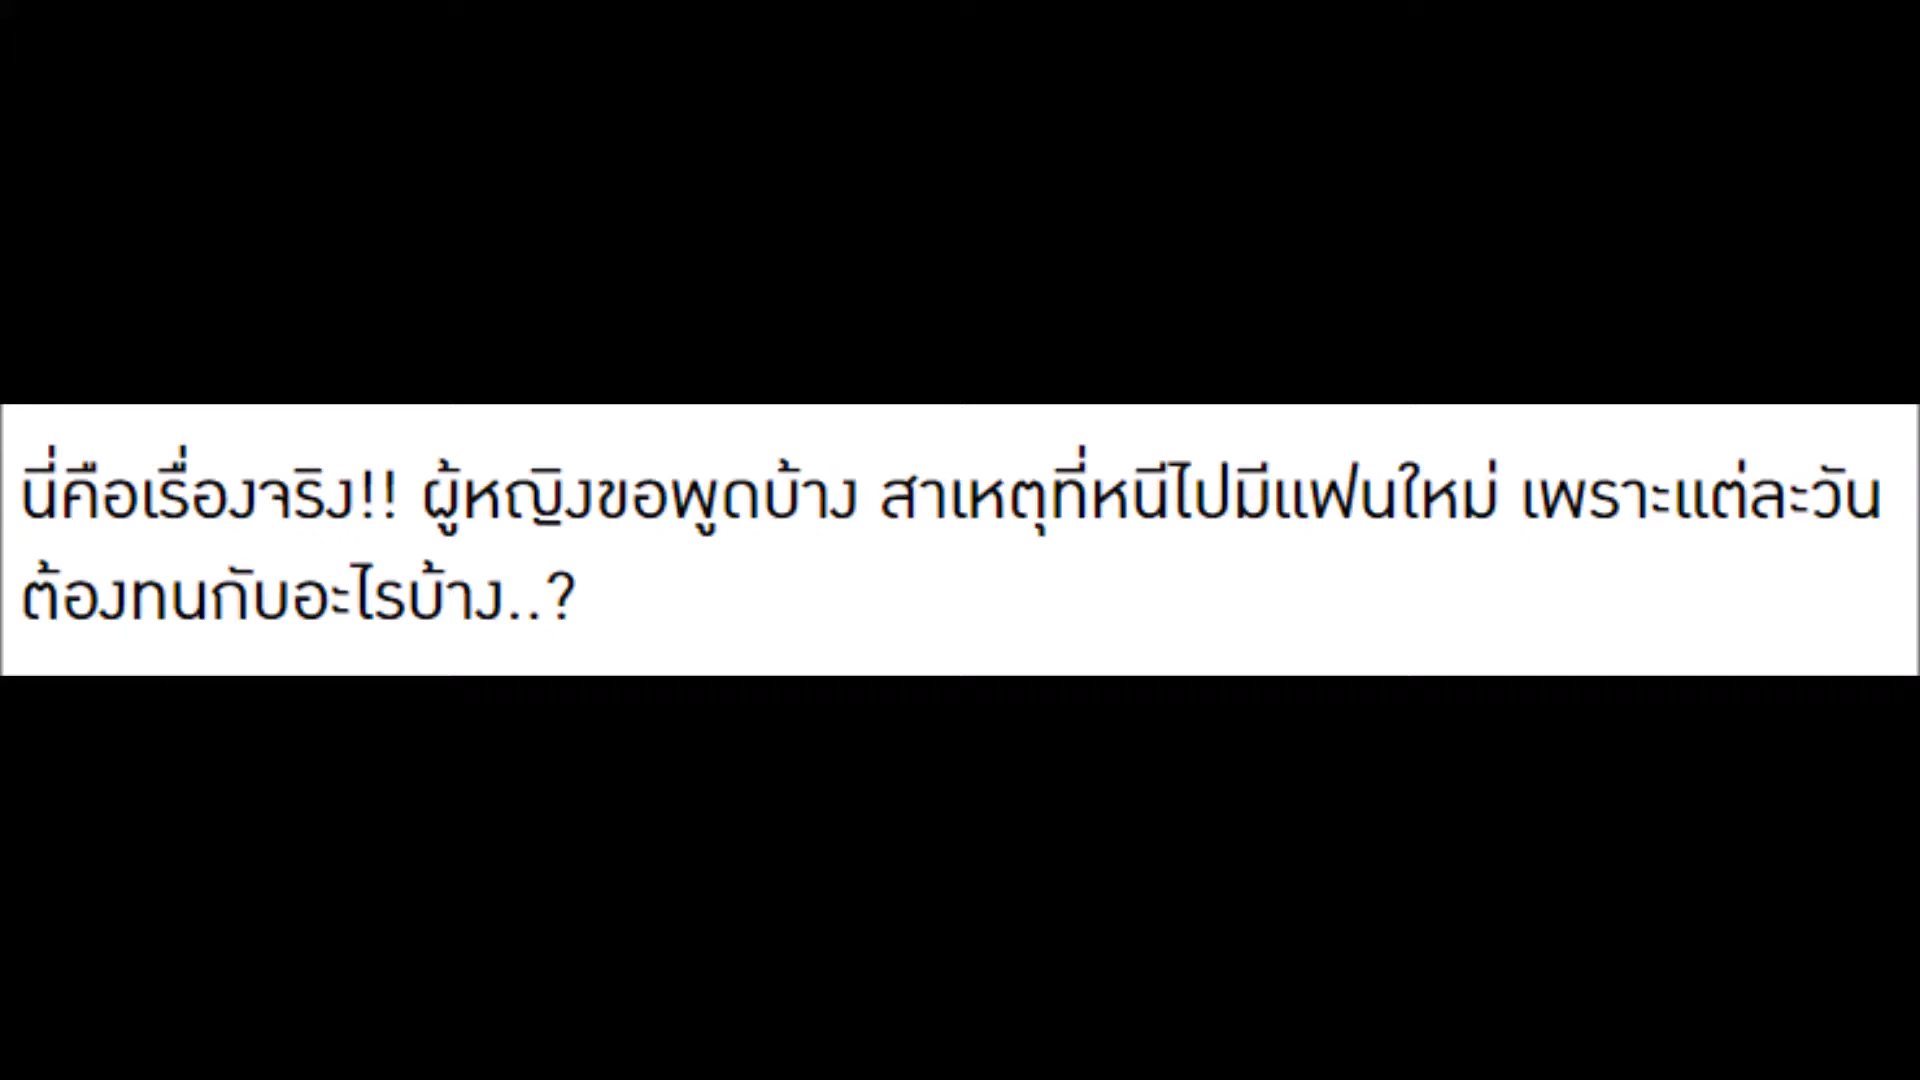 นี่คือเรื่องจริง!! ผู้หญิงขอพูดบ้าง สาเหตุที่หนีไปมีแฟนใหม่ เพราะแต่ละวัน
ต้องทนกับอะไรบ้าง..?